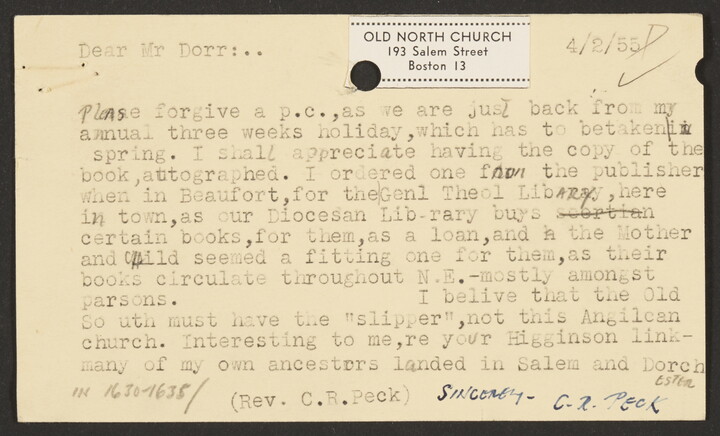 OLD NORTH CHURCH
193 Salem Street
Boston 13
Dear Mr Dorr:..
4/2/55
Please forgive a p.c.,as we are just back from my
annual three weeks holiday,which has to betaken in
spring. I shall appreciate having the copy of the
book,autographed. I ordered one from the publisher
when in Beaufort,for the Genl Theol LibARy,here
in town,as our Diocesan Lib-rary buys scertian
certain books,for them,as a loan,and h the Mother
and Child seemed a fitting one for them,as their
books circulate throughout N.E.-mostly amongst
parsons. I belive that the Old
So uth must have the "slipper",not this Angilcan
church. Interesting to me,re your Higginson link-
many of my own ancestors landed in Salem and Dorch
ESTER
IN 1630-1635/
(Rev. C.R.Peck)
SINCEREly-
C-R. PECK